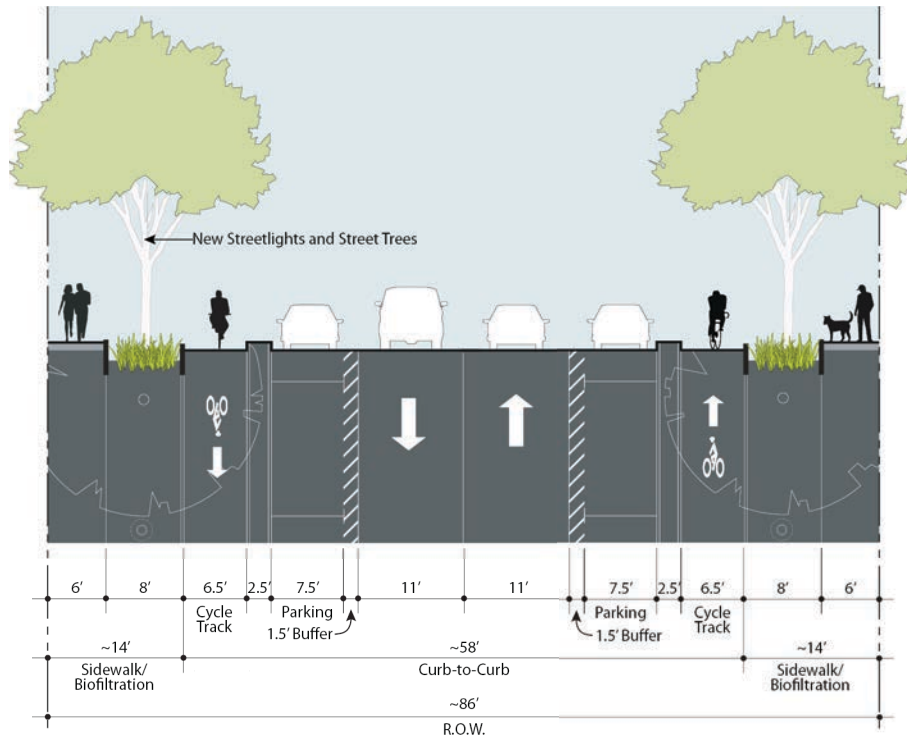 New Streetlights and Street Trees
6′ 8′ 6.5′ 2.5′ 7.5′ 11′ 11′ 7.5′ 2.5′ 6.5′ 8′ 6′
Cycle Track Parking Parking Cycle Track
1.5′ Buffer 1.5′ Buffer
~14′ ~58′ ~14′
Sidewalk/ Curb-to-Curb Sidewalk/
Biofiltration Biofiltration
~86′
R.O.W.